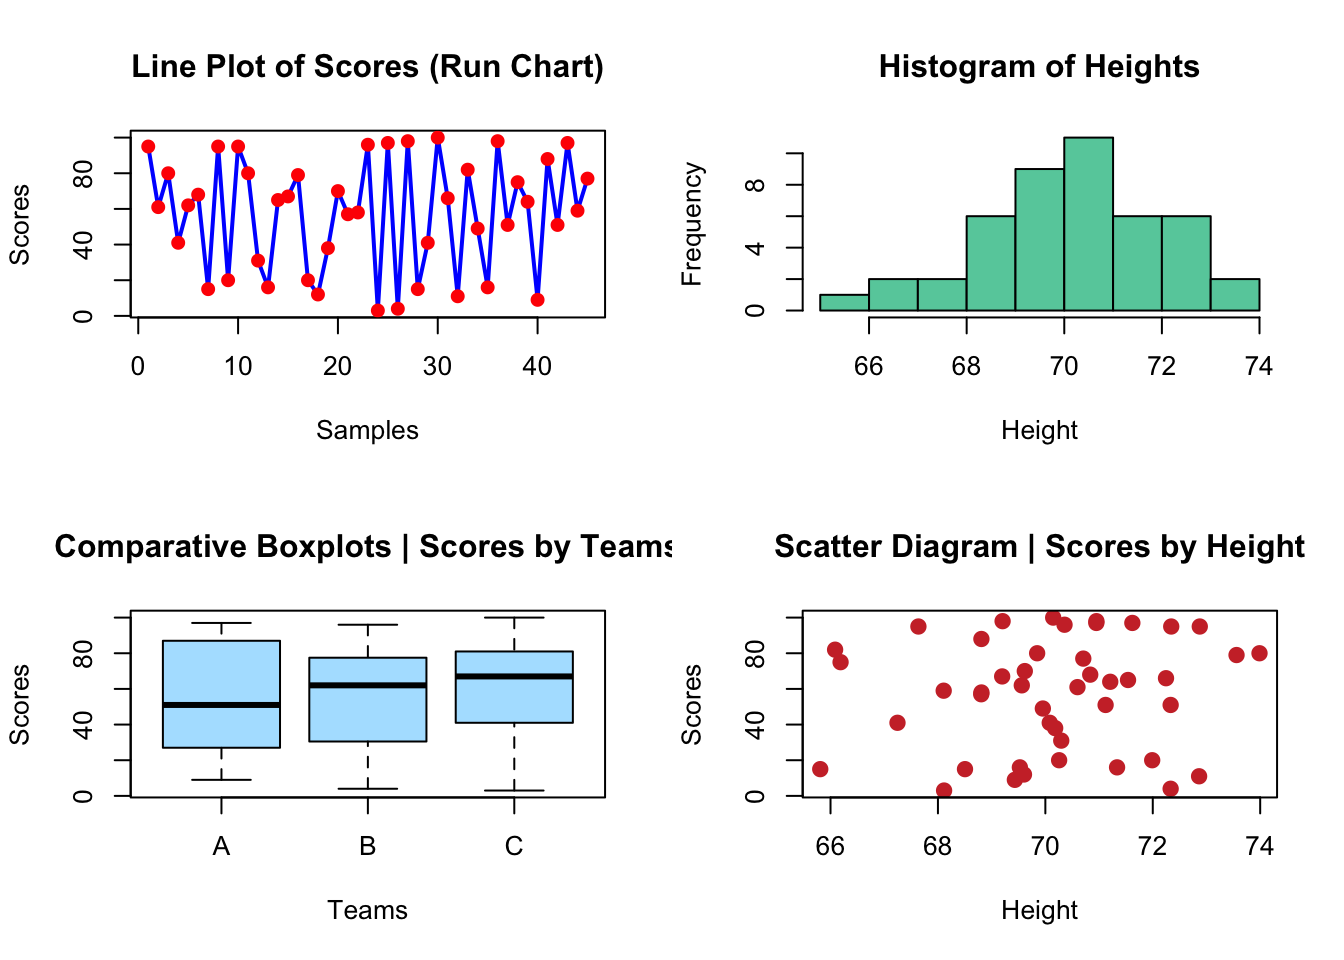 Line Plot of Scores (Run Chart)
Scores
80
40
0
0 10 20 30 40
Samples
Histogram of Heights
Frequency
8
4
0
66 68 70 72 74
Height
Comparative Boxplots | Scores by Teams
Scores
80
40
0
A B C
Teams
Scatter Diagram | Scores by Height
Scores
80
40
0
66 68 70 72 74
Height